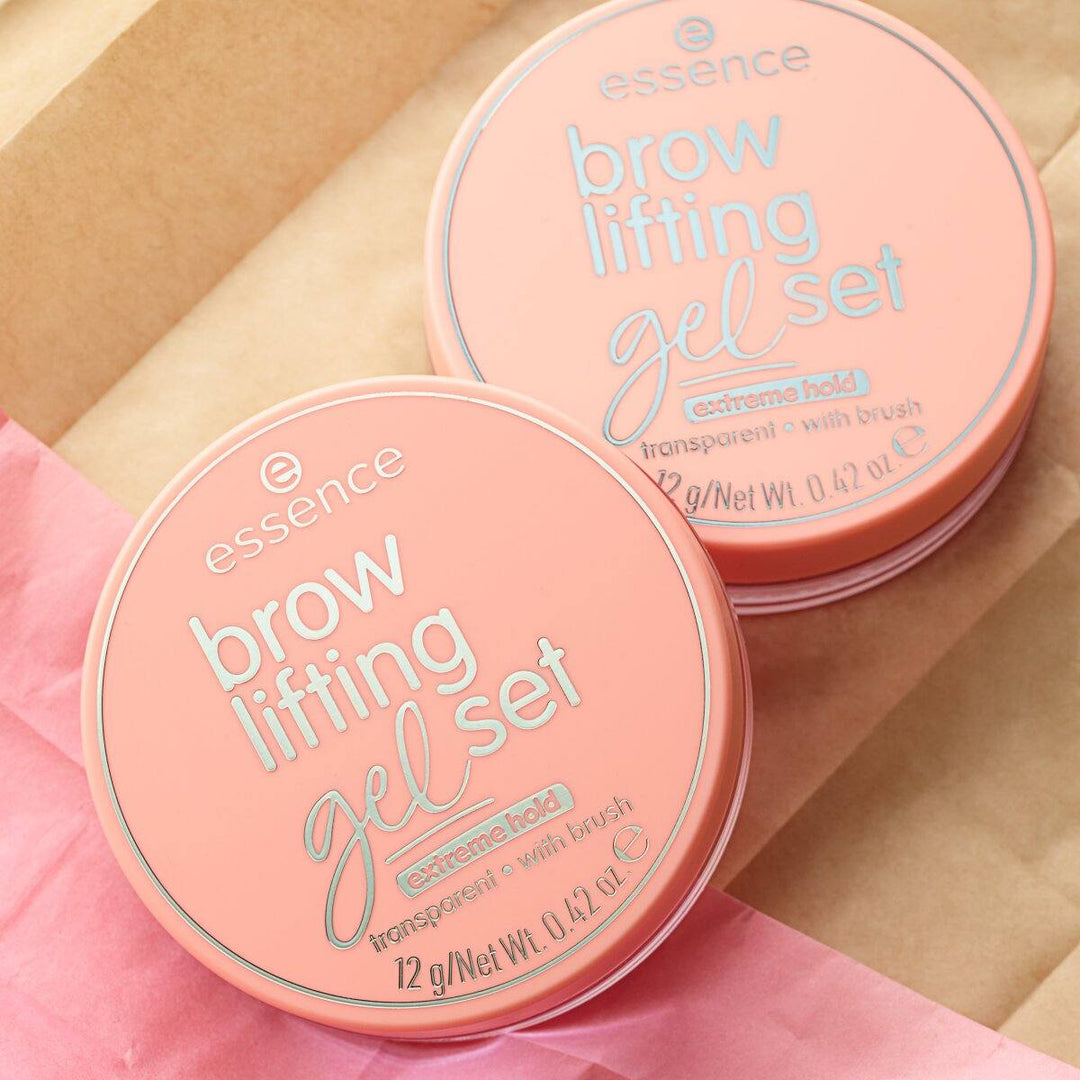 e
essence
brow
lifting
gel set
extreme hold
transparent • with brush
12 g/Net Wt. 0.42 oz. ℮
e
essence
brow
lifting
gel set
extreme hold
transparent • with brush
12 g/Net Wt. 0.42 oz. ℮